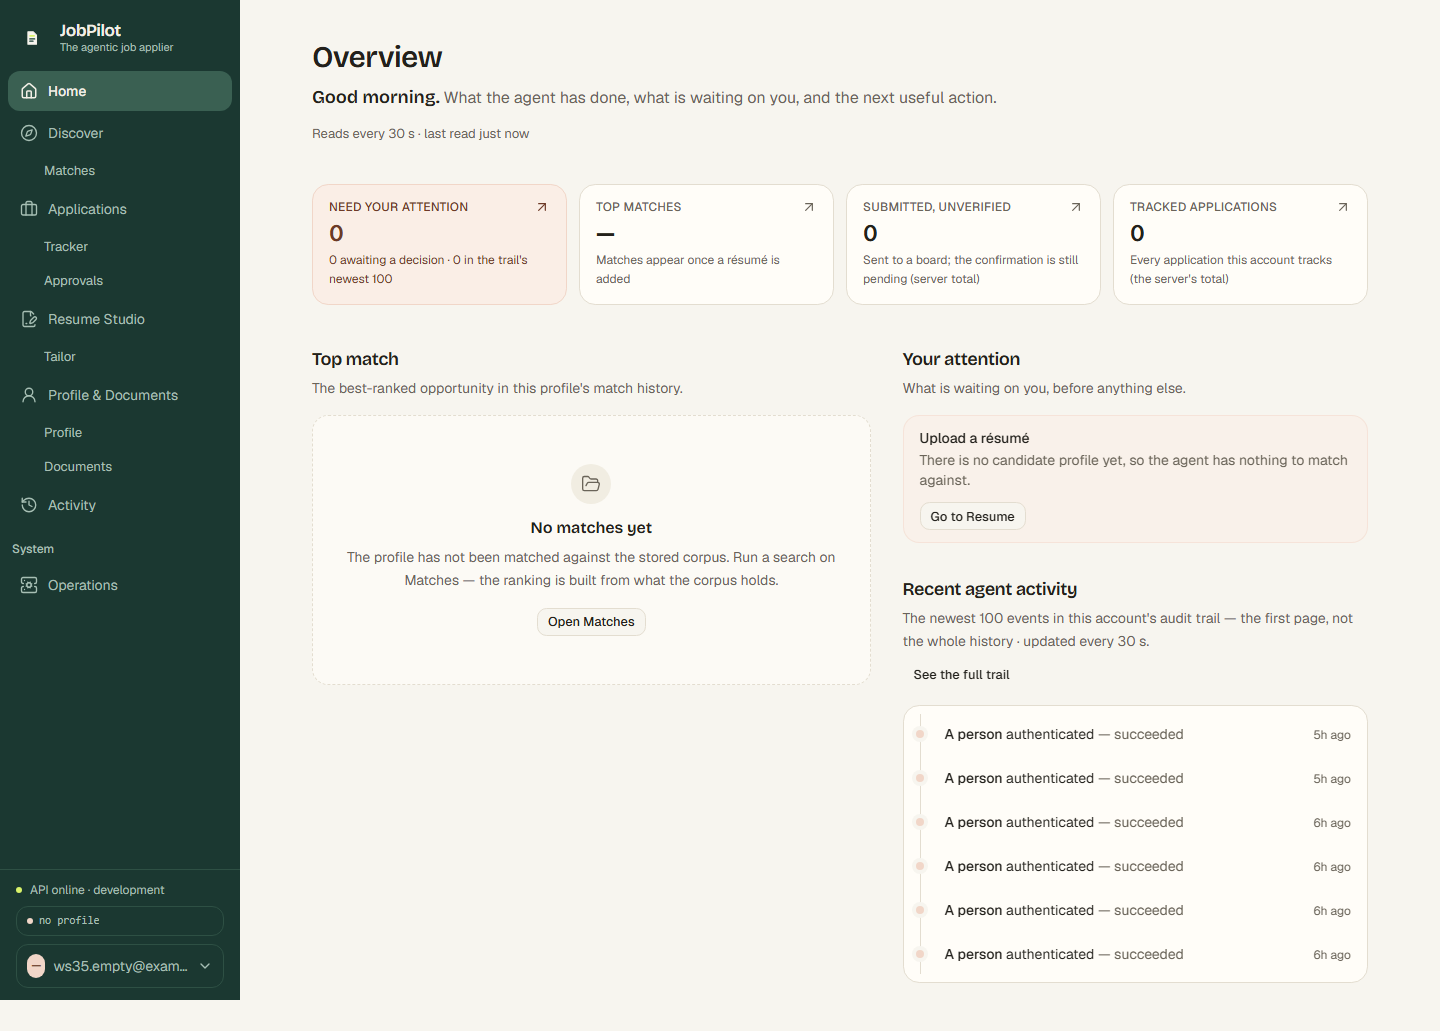 JobPilot
The agentic job applier
Home
Discover
Matches
Applications
Tracker
Approvals
Resume Studio
Tailor
Profile & Documents
Profile
Documents
Activity
System
Operations
API online · development
no profile
ws35.empty@exam...
Overview
Good morning. What the agent has done, what is waiting on you, and the next useful action.
Reads every 30 s · last read just now
NEED YOUR ATTENTION
0
0 awaiting a decision · 0 in the trail's
newest 100
TOP MATCHES
—
Matches appear once a résumé is
added
SUBMITTED, UNVERIFIED
0
Sent to a board; the confirmation is still
pending (server total)
TRACKED APPLICATIONS
0
Every application this account tracks
(the server's total)
Top match
The best-ranked opportunity in this profile's match history.
No matches yet
The profile has not been matched against the stored corpus. Run a search on
Matches — the ranking is built from what the corpus holds.
Open Matches
Your attention
What is waiting on you, before anything else.
Upload a résumé
There is no candidate profile yet, so the agent has nothing to match
against.
Go to Resume
Recent agent activity
The newest 100 events in this account's audit trail — the first page, not
the whole history · updated every 30 s.
See the full trail
A person authenticated — succeeded 5h ago
A person authenticated — succeeded 5h ago
A person authenticated — succeeded 6h ago
A person authenticated — succeeded 6h ago
A person authenticated — succeeded 6h ago
A person authenticated — succeeded 6h ago